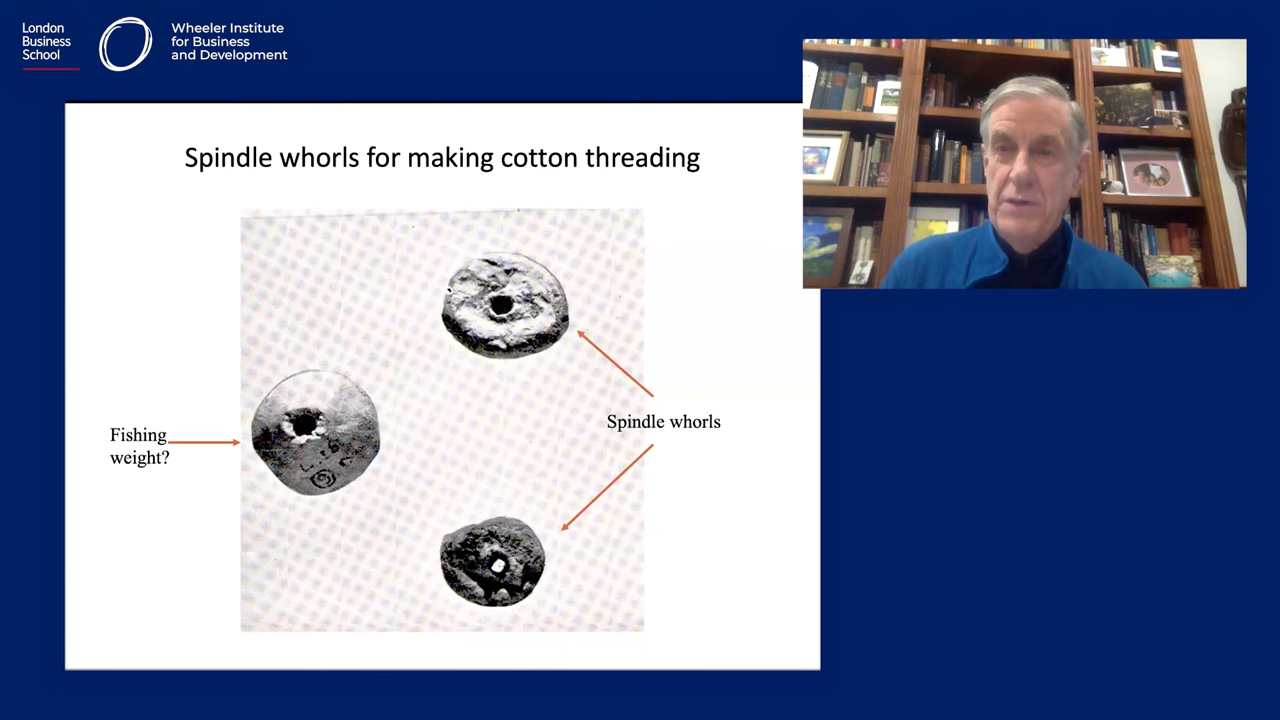 London
Business
School
Wheeler Institute
for Business
and Development
Spindle whorls for making cotton threading
Fishing
weight?
Spindle whorls